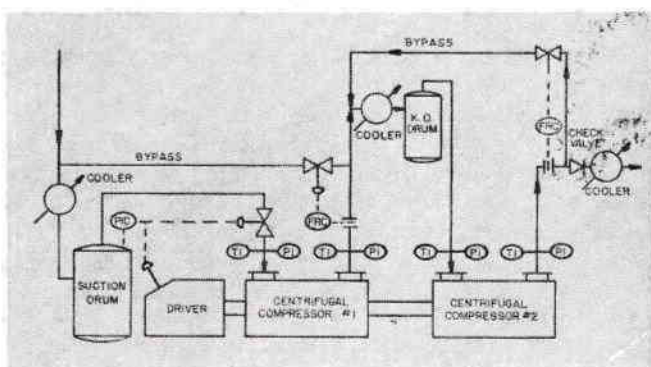 BYPASS
BYPASS
COOLER
COOLER
K.O.
DRUM
FRC
CHECK
VALVE
COOLER
PIC
FRC
SUCTION
DRUM
TI
PI
TI
PI
TI
PI
TI
PI
DRIVER
CENTRIFUGAL
COMPRESSOR #1
CENTRIFUGAL
COMPRESSOR #2